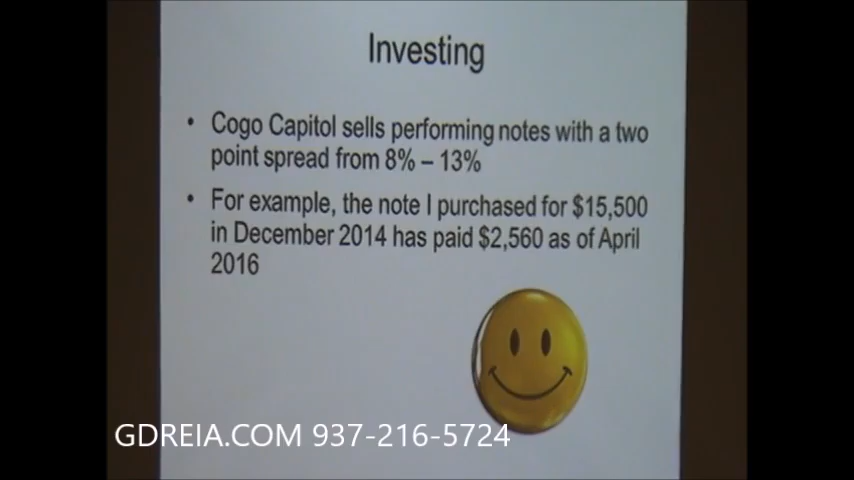 Investing
• Cogo Capitol sells performing notes with a two
point spread from 8% – 13%
• For example, the note I purchased for $15,500
in December 2014 has paid $2,560 as of April
2016
GDREIA.COM 937-216-5724